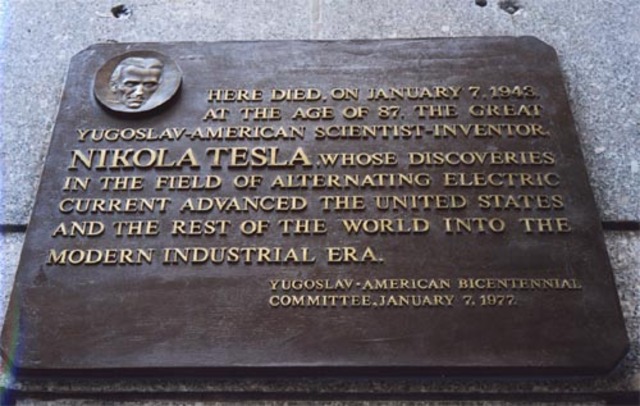 HERE DIED, ON JANUARY 7, 1943,
AT THE AGE OF 87, THE GREAT
YUGOSLAV-AMERICAN SCIENTIST-INVENTOR,
NIKOLA TESLA, WHOSE DISCOVERIES
IN THE FIELD OF ALTERNATING ELECTRIC
CURRENT ADVANCED THE UNITED STATES
AND THE REST OF THE WORLD INTO THE
MODERN INDUSTRIAL ERA.
YUGOSLAV-AMERICAN BICENTENNIAL
COMMITTEE, JANUARY 7, 1977.